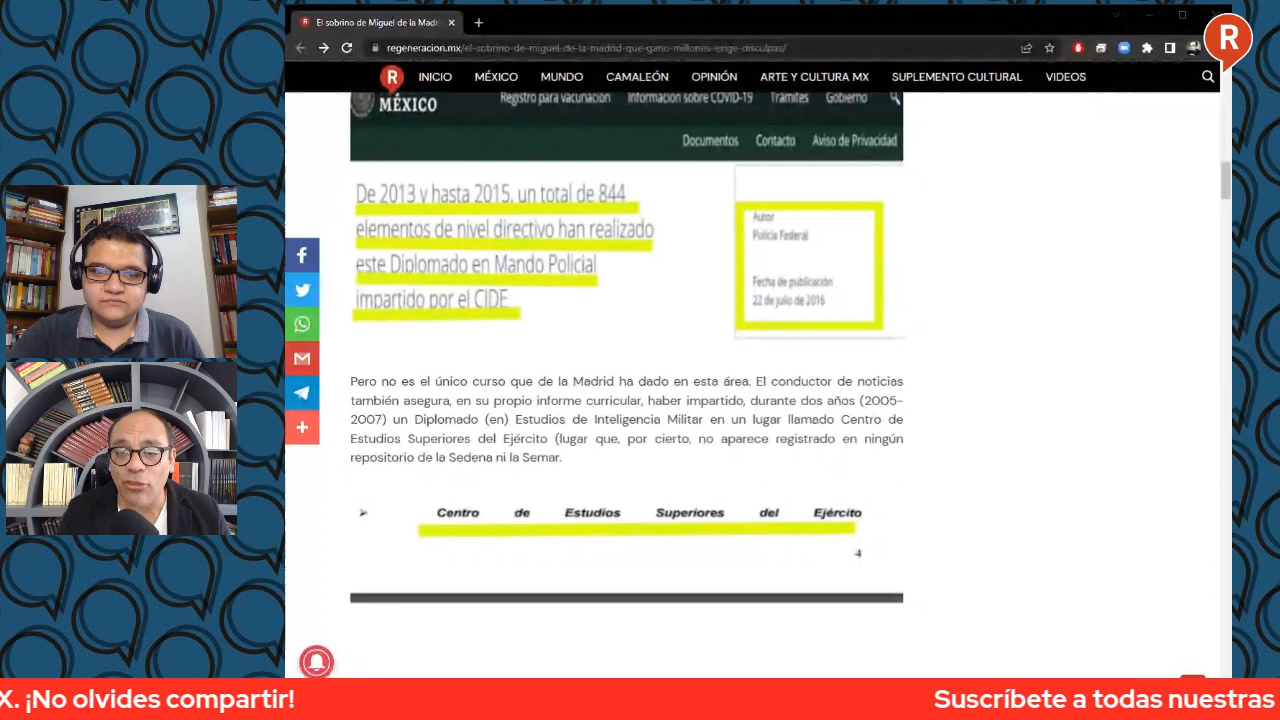 El sobrino de Miguel de la Madri
regeneracion.mx/el-sobrino-de-miguel-de-la-madrid-que-gano-millones-exige-disculpas/
R
R INICIO MÉXICO MUNDO CAMALEÓN OPINIÓN ARTE Y CULTURA MX SUPLEMENTO CULTURAL VIDEOS
MÉXICO Registro para vacunación Información sobre COVID-19 Trámites Gobierno
Documentos Contacto Aviso de Privacidad
De 2013 y hasta 2015, un total de 844
elementos de nivel directivo han realizado
este Diplomado en Mando Policial
impartido por el CIDE
Autor
Policía Federal
Fecha de publicación
22 de julio de 2016
Pero no es el único curso que de la Madrid ha dado en esta área. El conductor de noticias
también asegura, en su propio informe curricular, haber impartido, durante dos años (2005-
2007) un Diplomado (en) Estudios de Inteligencia Militar en un lugar llamado Centro de
Estudios Superiores del Ejército (lugar que, por cierto, no aparece registrado en ningún
repositorio de la Sedena ni la Semar.
Centro de Estudios Superiores del Ejército
4
X. ¡No olvides compartir! Suscríbete a todas nuestras